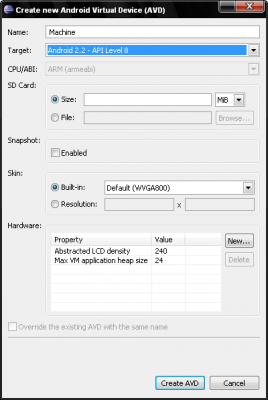 Create new Android Virtual Device (AVD)
Name: Machine
Target: Android 2.2 - API Level 8
CPU/ABI: ARM (armeabi)
SD Card:
Size: MiB
File: Browse...
Snapshot:
Enabled
Skin:
Built-in: Default (WVGA800)
Resolution: x
Hardware:
Property Value New...
Abstracted LCD density 240
Max VM application heap size 24 Delete
Override the existing AVD with the same name
Create AVD Cancel